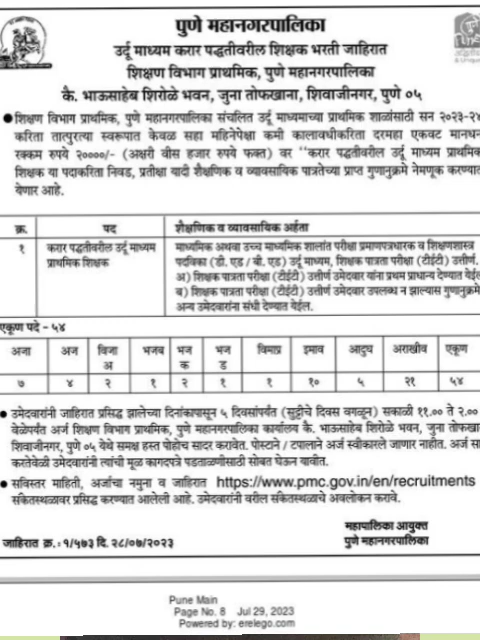 पुणे महानगरपालिका
उर्दू माध्यम करार पद्धतीवरील शिक्षक भरती जाहिरात
शिक्षण विभाग प्राथमिक, पुणे महानगरपालिका
कै. भाऊसाहेब शिरोळे भवन, जुना तोफखाना, शिवाजीनगर, पुणे ०५
● शिक्षण विभाग प्राथमिक, पुणे महानगरपालिका संचलित उर्दू माध्यमाच्या प्राथमिक शाळांसाठी सन २०२३-२४
करिता तात्पुरत्या स्वरूपात केवळ सहा महिनेपेक्षा कमी कालावधीकरिता दरमहा एकवट मानधन
रक्कम रुपये २००००/- (अक्षरी वीस हजार रुपये फक्त) वर "करार पद्धतीवरील उर्दू माध्यम प्राथमिक
शिक्षक या पदाकरिता निवड, प्रतीक्षा यादी शैक्षणिक व व्यावसायिक पात्रतेच्या प्राप्त गुणानुक्रमे नेमणूक करण्यात
येणार आहे.
क्र. पद शैक्षणिक व व्यावसायिक अर्हता
१ करार पद्धतीवरील उर्दू माध्यम प्राथमिक शिक्षक माध्यमिक अथवा उच्च माध्यमिक शालांत परीक्षा प्रमाणपत्रधारक व शिक्षणशास्त्र
पदविका (डी. एड / बी. एड) उर्दू माध्यम, शिक्षक पात्रता परीक्षा (टीईटी) उत्तीर्ण.
अ) शिक्षक पात्रता परीक्षा (टीईटी) उत्तीर्ण उमेदवार यांना प्रथम प्राधान्य देण्यात येईल
ब) शिक्षक पात्रता परीक्षा (टीईटी) उत्तीर्ण उमेदवार उपलब्ध न झाल्यास गुणानुक्रमे
अन्य उमेदवारांना संधी देण्यात येईल.
एकूण पदे - ५४
अजा अज विजा अ भजब भज क भज ड विमाप्र इमाव आदुघ अराखीव एकूण
७ ४ २ १ २ १ १ १० ५ २१ ५४
● उमेदवारांनी जाहिरात प्रसिद्ध झालेच्या दिनांकापासून ५ दिवसांपर्यंत (सुट्टीचे दिवस वगळून) सकाळी ११.०० ते २.००
वेळेपर्यंत अर्ज शिक्षण विभाग प्राथमिक, पुणे महानगरपालिका कार्यालय कै. भाऊसाहेब शिरोळे भवन, जुना तोफखा
शिवाजीनगर, पुणे ०५ येथे समक्ष हस्त पोहोच सादर करावेत. पोस्टाने / टपालाने अर्ज स्वीकारले जाणार नाहीत. अर्ज सा
करतेवेळी उमेदवारांनी त्यांची मूळ कागदपत्रे पडताळणीसाठी सोबत घेऊन यावीत.
● सविस्तर माहिती, अर्जाचा नमुना व जाहिरात https://www.pmc.gov.in/en/recruitments
संकेतस्थळावर प्रसिद्ध करण्यात आलेली आहे. उमेदवारांनी वरील संकेतस्थळाचे अवलोकन करावे.
महापालिका आयुक्त
जाहिरात क्र. : १/५७३ दि. २८/०७/२०२३ पुणे महानगरपालिका
Pune Main
Page No. 8 Jul 29, 2023
Powered by: erelego.com